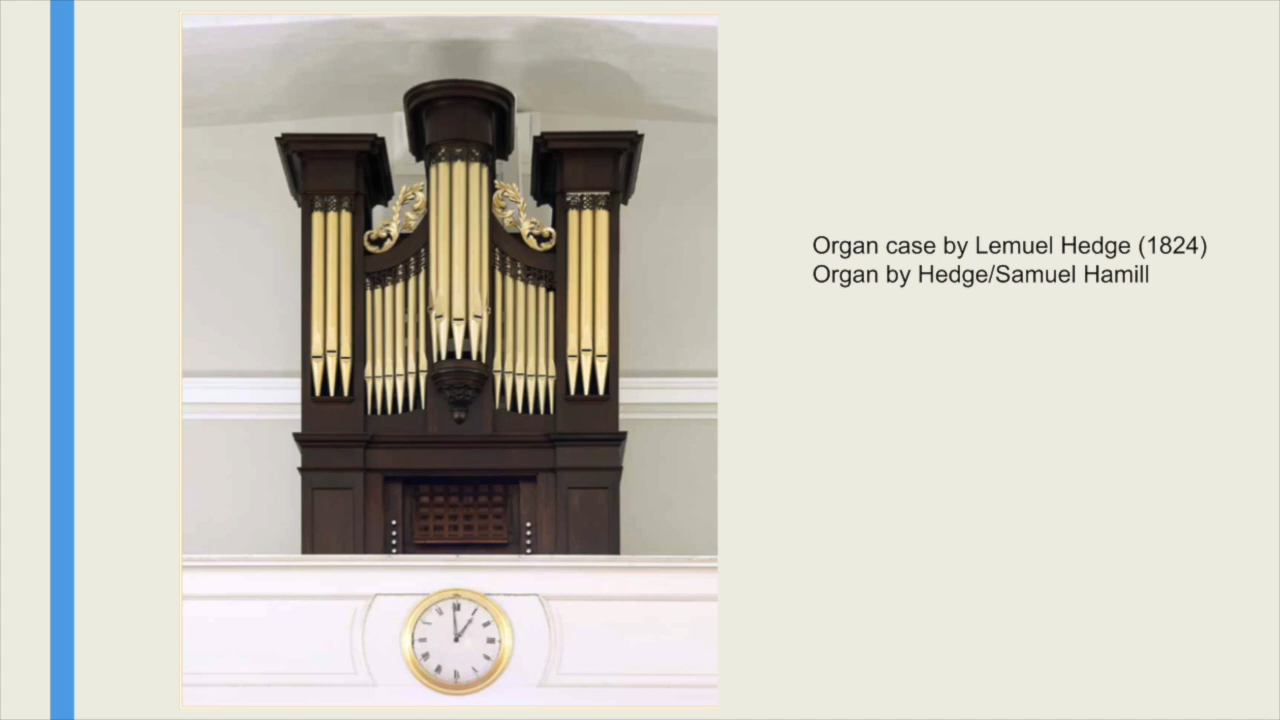 Organ case by Lemuel Hedge (1824)
Organ by Hedge/Samuel Hamill